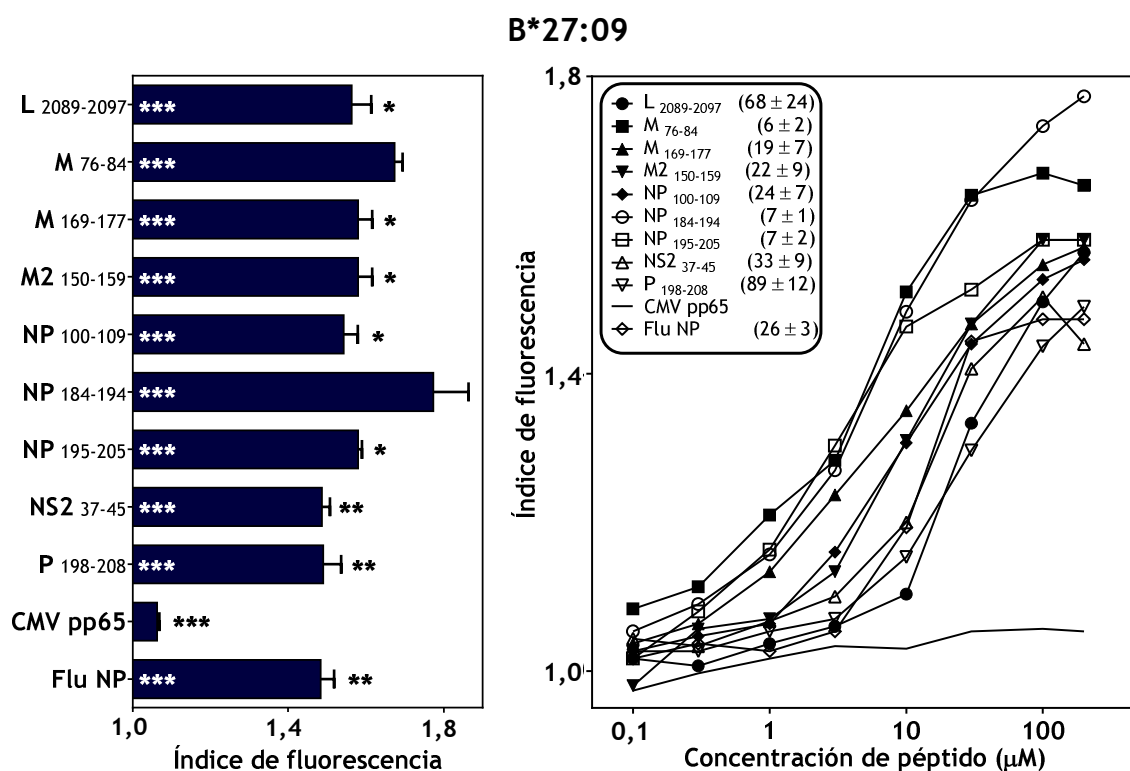 B*27:09
L 2089-2097 *** *
M 76-84 ***
M 169-177 *** *
M2 150-159 *** *
NP 100-109 *** *
NP 184-194 ***
NP 195-205 *** *
NS2 37-45 *** **
P 198-208 *** **
CMV pp65 ***
Flu NP *** **
1,0 1,4 1,8
Índice de fluorescencia
Índice de fluorescencia
1,8
1,4
1,0
L 2089-2097 (68 ± 24)
M 76-84 (6 ± 2)
M 169-177 (19 ± 7)
M2 150-159 (22 ± 9)
NP 100-109 (24 ± 7)
NP 184-194 (7 ± 1)
NP 195-205 (7 ± 2)
NS2 37-45 (33 ± 9)
P 198-208 (89 ± 12)
CMV pp65
Flu NP (26 ± 3)
0,1 1 10 100
Concentración de péptido (µM)